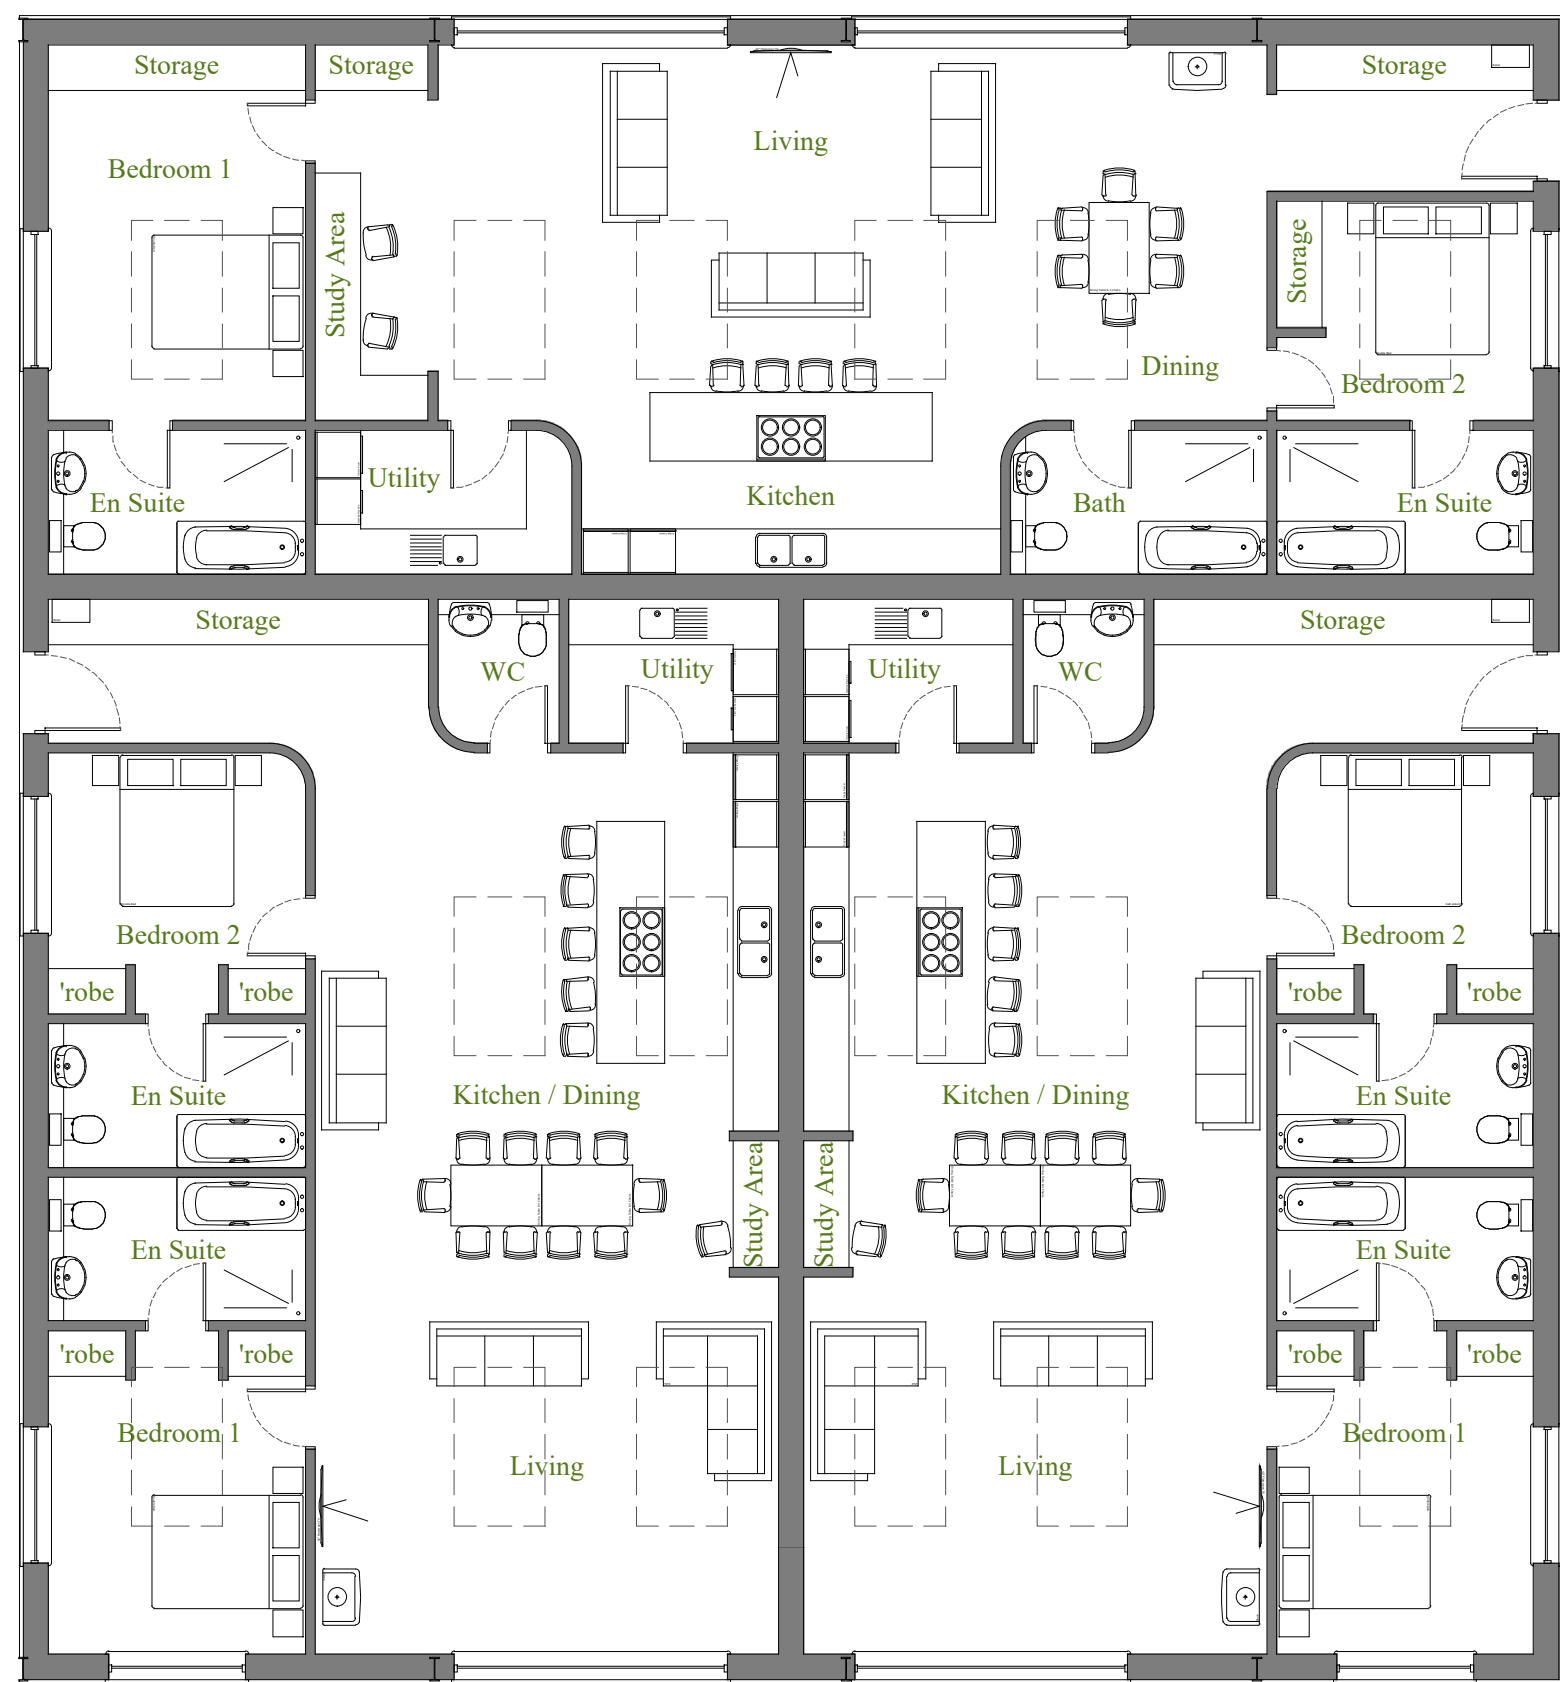 Storage
Storage
Storage
Living
Bedroom 1
Study Area
Storage
Dining
Bedroom 2
Utility
En Suite
Kitchen
Bath
En Suite
Storage
Storage
WC
Utility
Utility
WC
Bedroom 2
Bedroom 2
'robe
'robe
'robe
'robe
En Suite
Kitchen / Dining
Kitchen / Dining
En Suite
Study Area
Study Area
En Suite
En Suite
'robe
'robe
'robe
'robe
Bedroom 1
Bedroom 1
Living
Living